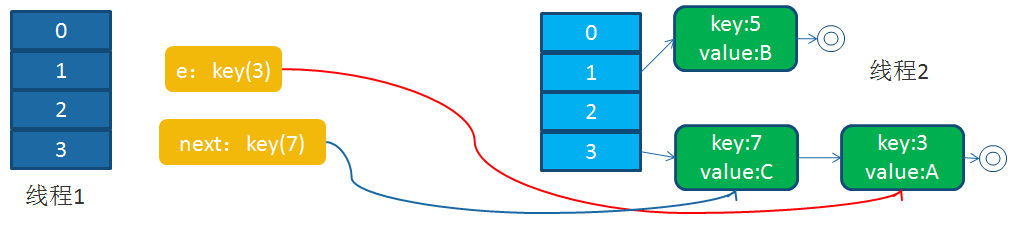 0
1
2
3
线程1
e：key(3)
next：key(7)
0
1
2
3
key:5
value:B
线程2
key:7
value:C
key:3
value:A